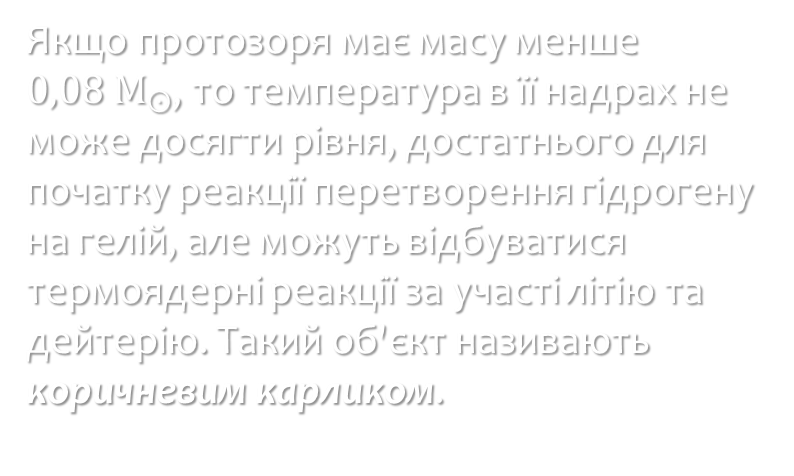 Якщо протозоря має масу менше
0,08 M☉, то температура в її надрах не
може досягти рівня, достатнього для
початку реакції перетворення гідрогену
на гелій, але можуть відбуватися
термоядерні реакції за участі літію та
дейтерію. Такий об'єкт називають
коричневим карликом.